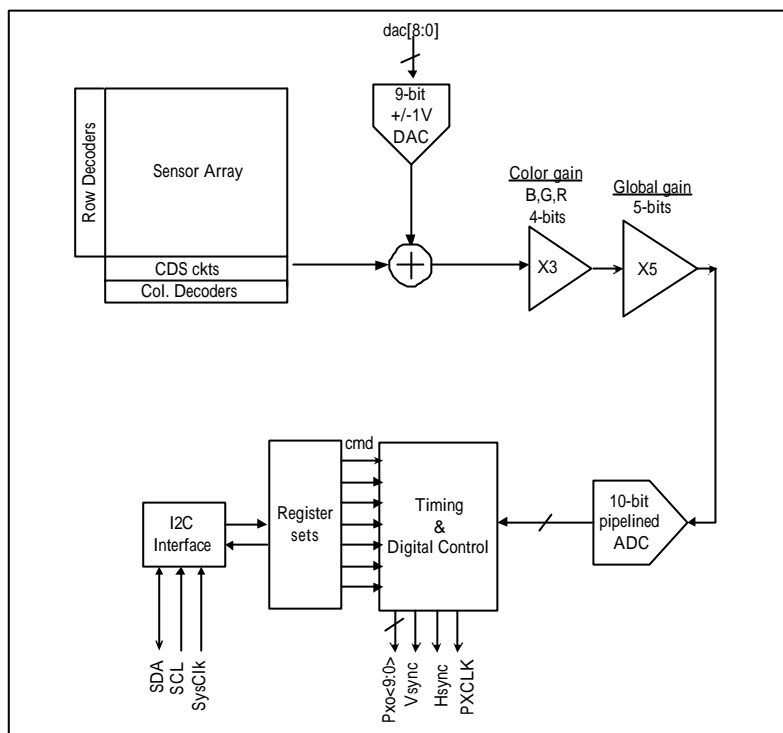 dac[8:0]
9-bit
+/-1V
DAC
Row Decoders
Sensor Array
CDS ckts
Col. Decoders
Color gain
B,G,R
4-bits
X3
Global gain
5-bits
X5
cmd
I2C
Interface
Register
sets
Timing
&
Digital Control
10-bit
pipelined
ADC
SDA
SCL
SysClk
Pxo<9:0>
Vsync
Hsync
PXCLK